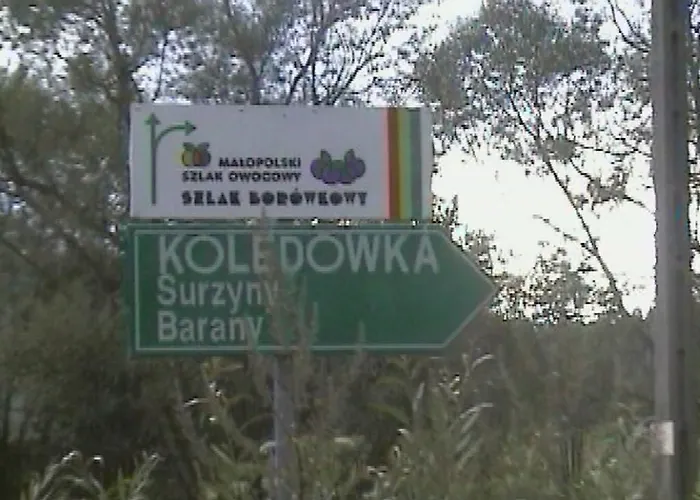 MAŁOPOLSKI
SZLAK OWOCOWY
SZLAK BORÓWKOWY
KOLĘDÓWKA
Surzyny
Barany